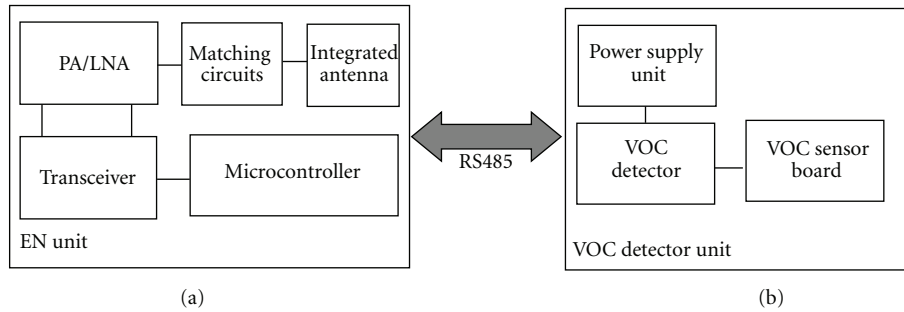 PA/LNA
Matching
circuits
Integrated
antenna
Transceiver
Microcontroller
EN unit
RS485
Power supply
unit
VOC
detector
VOC sensor
board
VOC detector unit
(a)
(b)